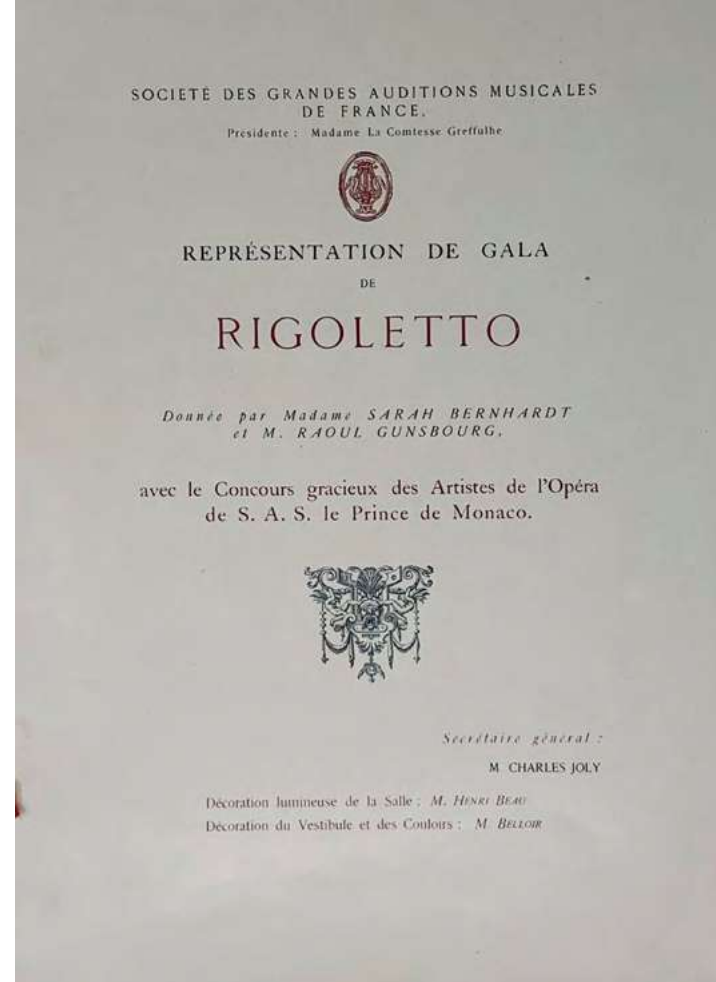 SOCIETÉ DES GRANDES AUDITIONS MUSICALES
DE FRANCE,
Présidente : Madame La Comtesse Greffulhe
REPRÉSENTATION DE GALA
DE
RIGOLETTO
Donnée par Madame SARAH BERNHARDT
et M. RAOUL GUNSBOURG,
avec le Concours gracieux des Artistes de l'Opéra
de S. A. S. le Prince de Monaco.
Secrétaire général :
M CHARLES JOLY
Décoration lumineuse de la Salle : M. HENRI BEAU
Décoration du Vestibule et des Couloirs : M BELLOIR